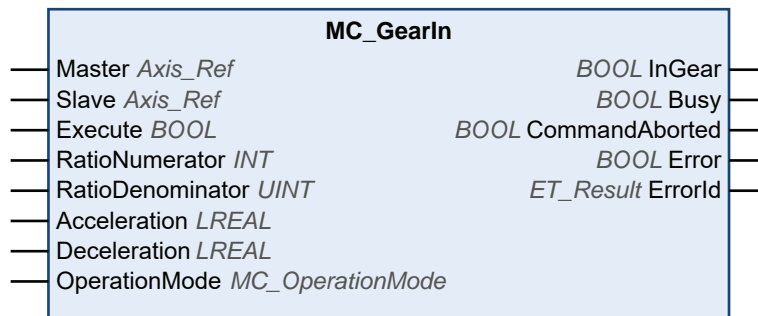 MC_GearIn
Master Axis_Ref BOOL InGear
Slave Axis_Ref BOOL Busy
Execute BOOL BOOL CommandAborted
RatioNumerator INT BOOL Error
RatioDenominator UINT ET_Result ErrorId
Acceleration LREAL
Deceleration LREAL
OperationMode MC_OperationMode